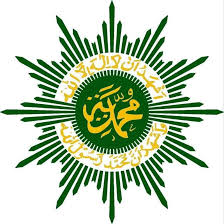 اشهد ان لا اله الا الله
محمدية
واشهد ان محمدا رسول الله